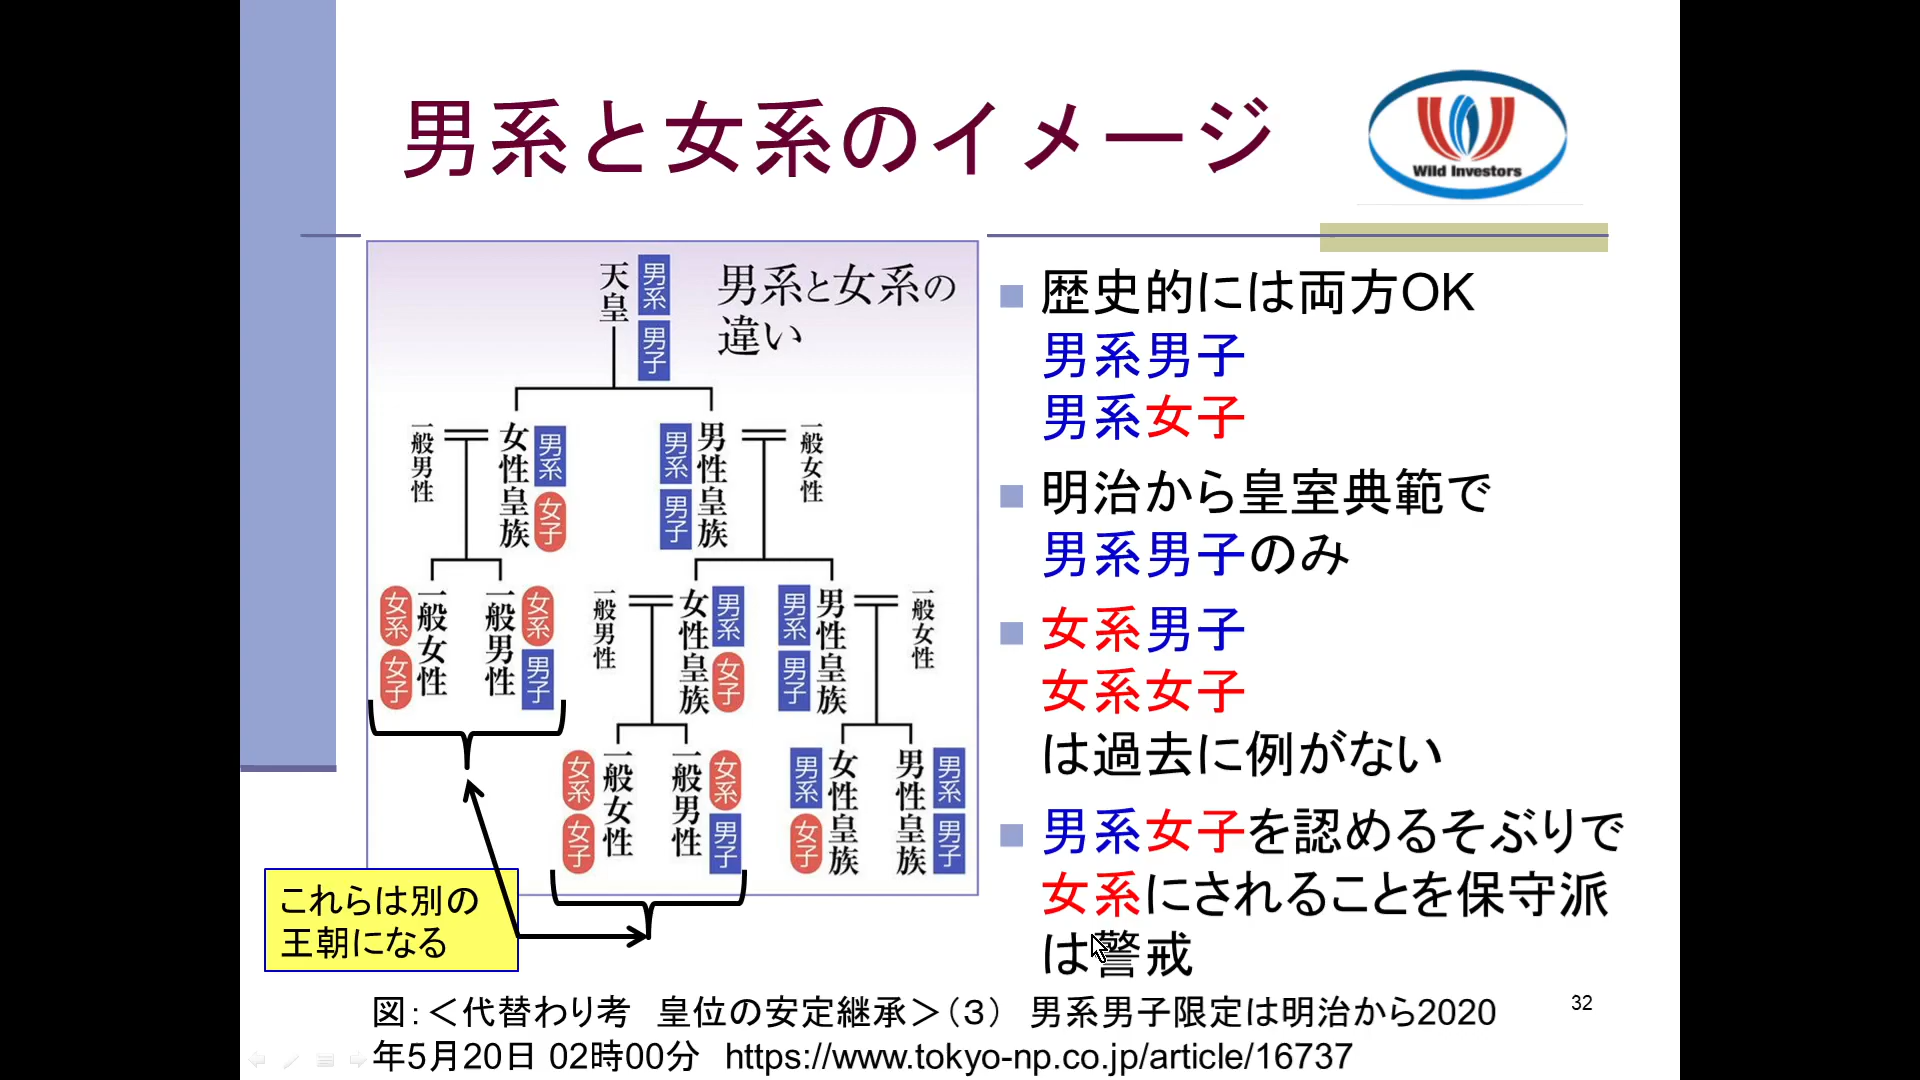 男系と女系のイメージ
Wild Investors
男系と女系の
違い
天皇
男系
男子
一般男性
女性皇族
男系
女子
男系
男子
男性皇族
一般女性
女系
女子
一般女性
一般男性
女系
男子
一般男性
女性皇族
男系
女子
男系
男子
男性皇族
一般女性
女系
女子
一般女性
一般男性
女系
男子
男系
女子
女性皇族
男性皇族
男系
男子
これらは別の
王朝になる
歴史的には両方OK
男系男子
男系女子
明治から皇室典範で
男系男子のみ
女系男子
女系女子
は過去に例がない
男系女子を認めるそぶりで
女系にされることを保守派
は警戒
図:<代替わり考 皇位の安定継承>(3) 男系男子限定は明治から2020
年5月20日 02時00分 https://www.tokyo-np.co.jp/article/16737
32